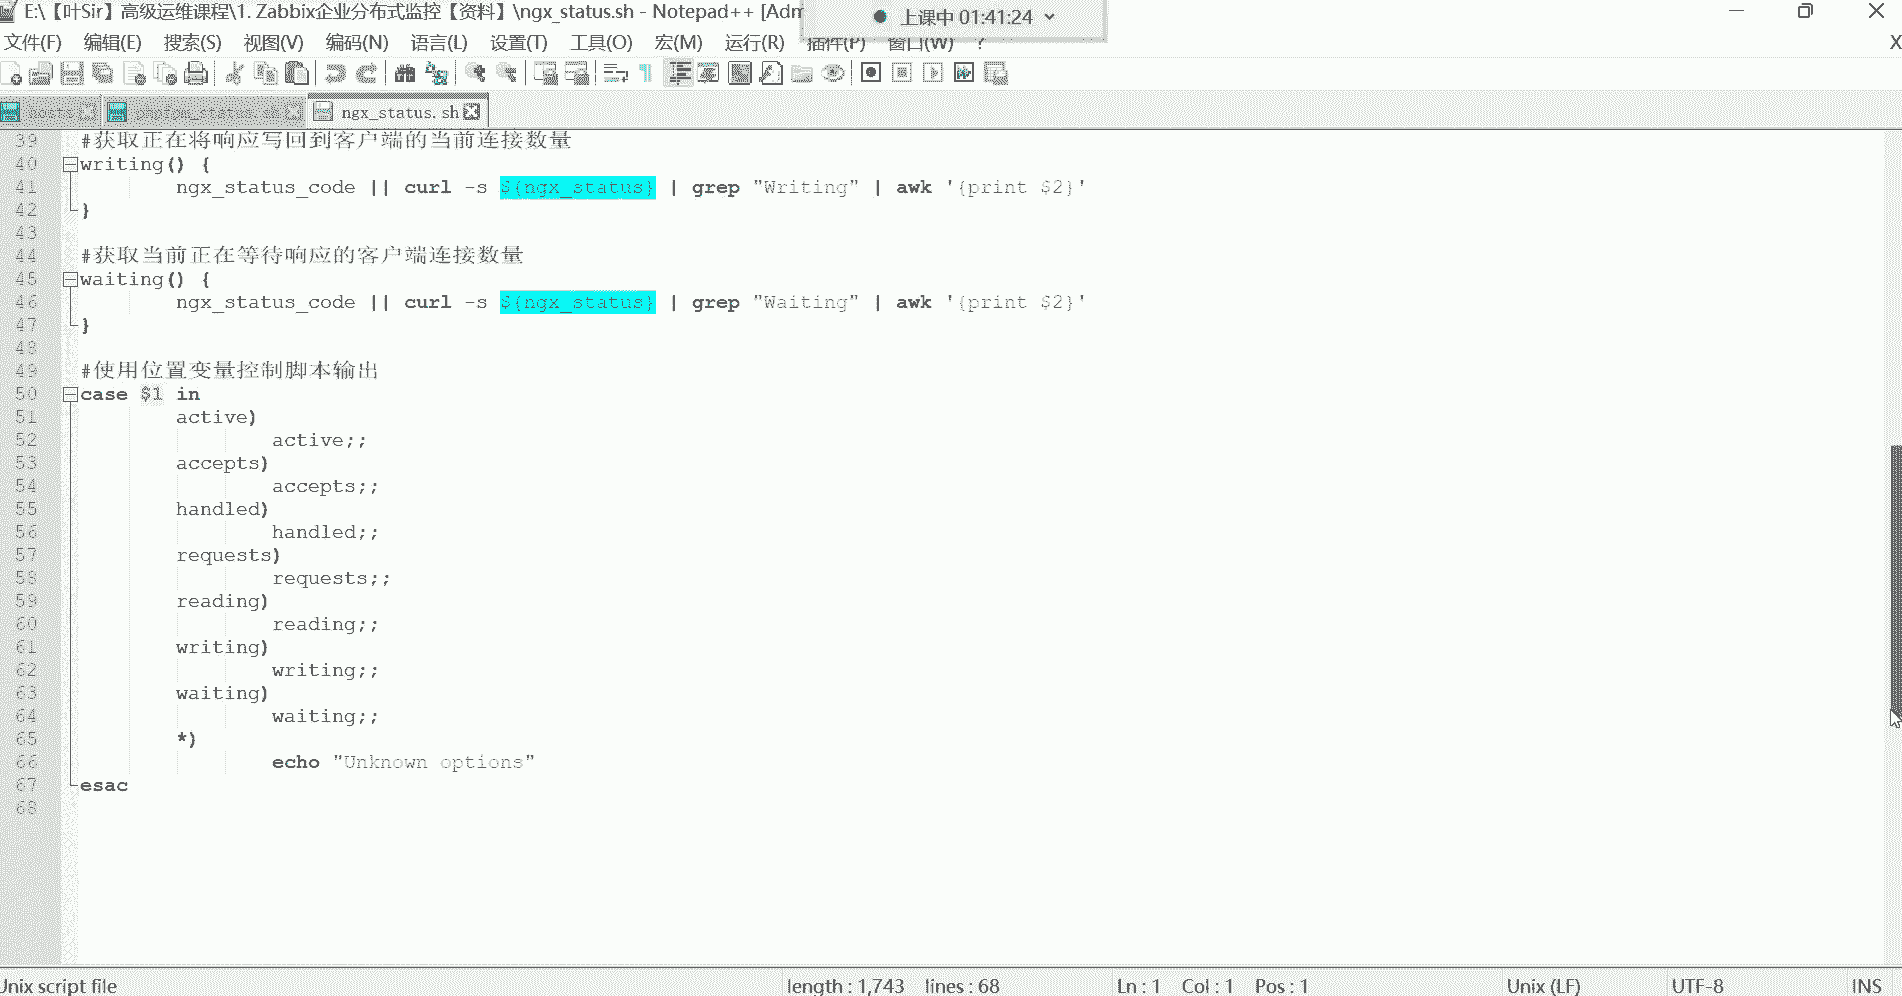 E:\【叶Sir】高级运维课程\1. Zabbix企业分布式监控【资料】\ngx_status.sh - Notepad++ [Adm
上课中 01:41:24
文件(F) 编辑(E) 搜索(S) 视图(V) 编码(N) 语言(L) 设置(T) 工具(O) 宏(M) 运行(R) 插件(P) 窗口(W) ?
X
hosts phpfpm_status.sh ngx_status.sh
39 #获取正在将响应写回到客户端的当前连接数量
40 writing() {
41 ngx_status_code || curl -s ${ngx_status} | grep "Writing" | awk '{print $2}'
42 }
43
44 #获取当前正在等待响应的客户端连接数量
45 waiting() {
46 ngx_status_code || curl -s ${ngx_status} | grep "Waiting" | awk '{print $2}'
47 }
48
49 #使用位置变量控制脚本输出
50 case $1 in
51 active)
52 active;;
53 accepts)
54 accepts;;
55 handled)
56 handled;;
57 requests)
58 requests;;
59 reading)
60 reading;;
61 writing)
62 writing;;
63 waiting)
64 waiting;;
65 *)
66 echo "Unknown options"
67 esac
68
Unix script file length : 1,743 lines : 68 Ln : 1 Col : 1 Pos : 1 Unix (LF) UTF-8 INS